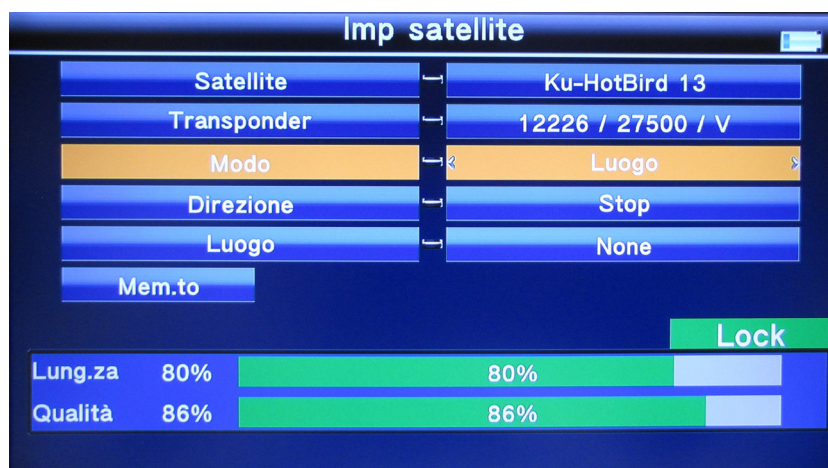 Imp satellite
Satellite Ku-HotBird 13
Transponder 12226 / 27500 / V
Modo Luogo
Direzione Stop
Luogo None
Mem.to
Lock
Lung.za 80% 80%
Qualità 86% 86%